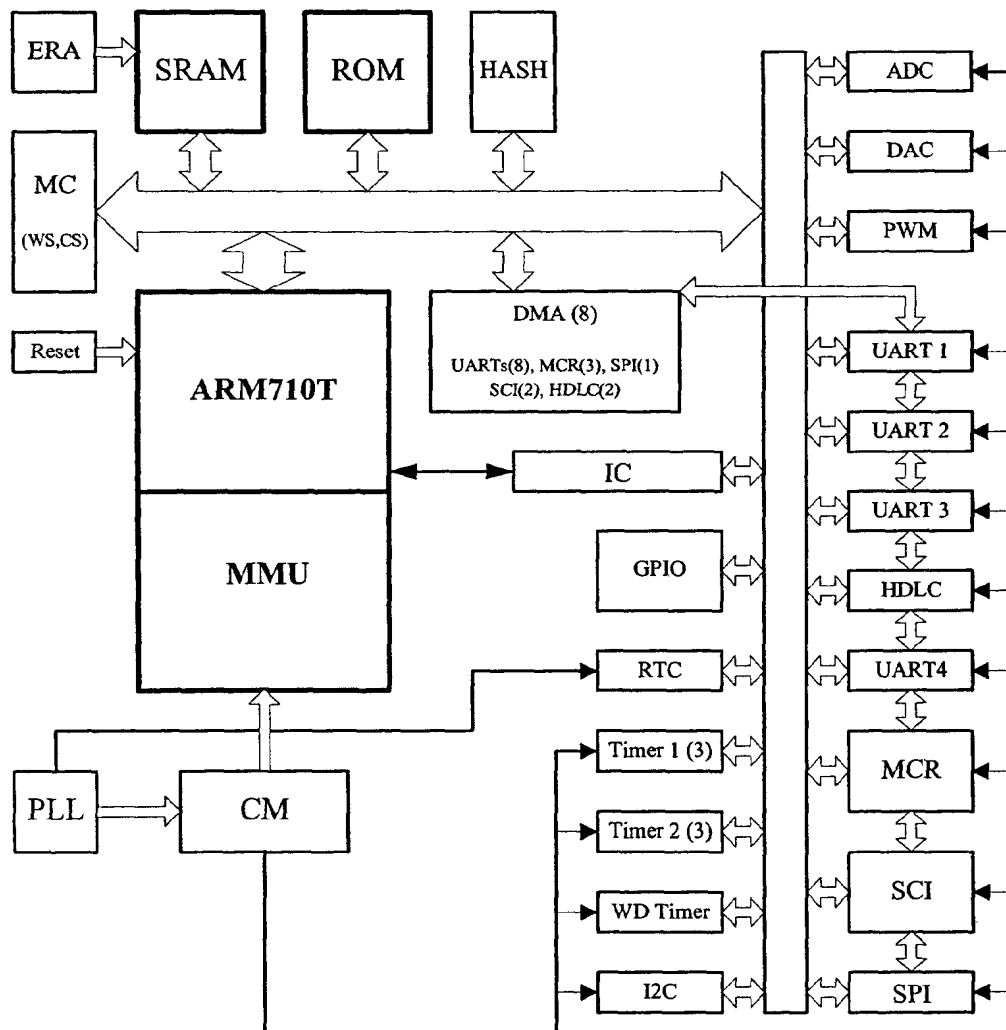 ERA
SRAM
ROM
HASH
ADC
MC
(WS,CS)
DAC
PWM
Reset
ARM710T
DMA (8)
UARTs(8), MCR(3), SPI(1)
SCI(2), HDLC(2)
UART 1
UART 2
IC
UART 3
MMU
GPIO
HDLC
RTC
UART4
Timer 1 (3)
MCR
PLL
CM
Timer 2 (3)
WD Timer
SCI
I2C
SPI